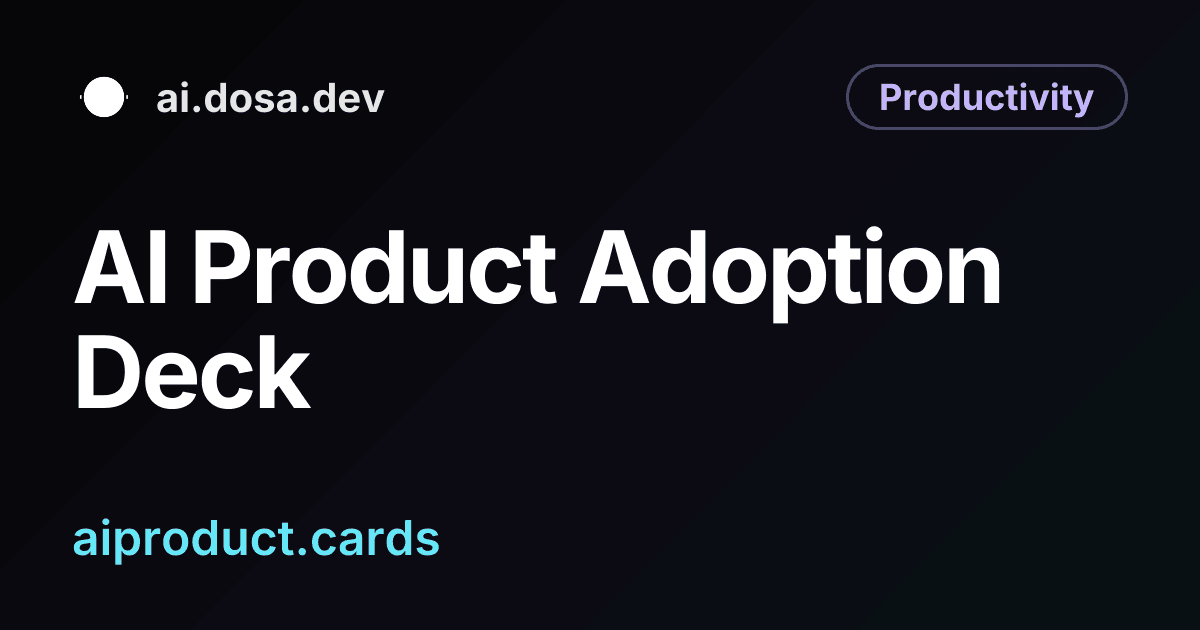 ai.dosa.dev
Productivity
AI Product Adoption
Deck
aiproduct.cards